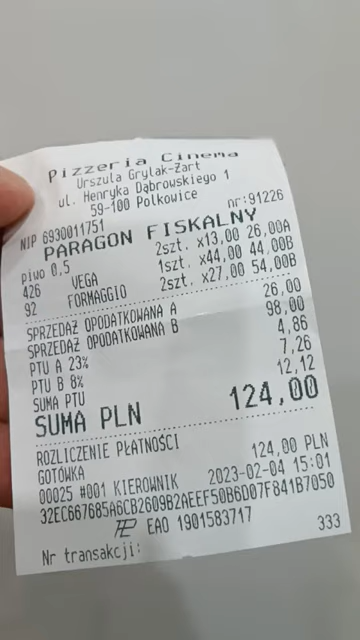 Pizzeria Cinema
Urszula Grylak-Żart
ul. Henryka Dąbrowskiego 1
59-100 Polkowice
NIP 6930011751 nr:91226
PARAGON FISKALNY
Piwo 0.5 2szt. x13,00 26,00A
426 VEGA 1szt. x44,00 44,00B
92 FORMAGGIO 2szt. x27,00 54,00B
SPRZEDAŻ OPODATKOWANA A 26,00
SPRZEDAŻ OPODATKOWANA B 98,00
PTU A 23% 4,86
PTU B 8% 7,26
SUMA PTU 12,12
SUMA PLN 124,00
ROZLICZENIE PŁATNOŚCI
GOTÓWKA 124,00 PLN
00025 #001 KIEROWNIK 2023-02-04 15:01
32EC667685A6CB2609B2AEEF50B6D07F841B7050
EAO 1901583717
Nr transakcji: 333